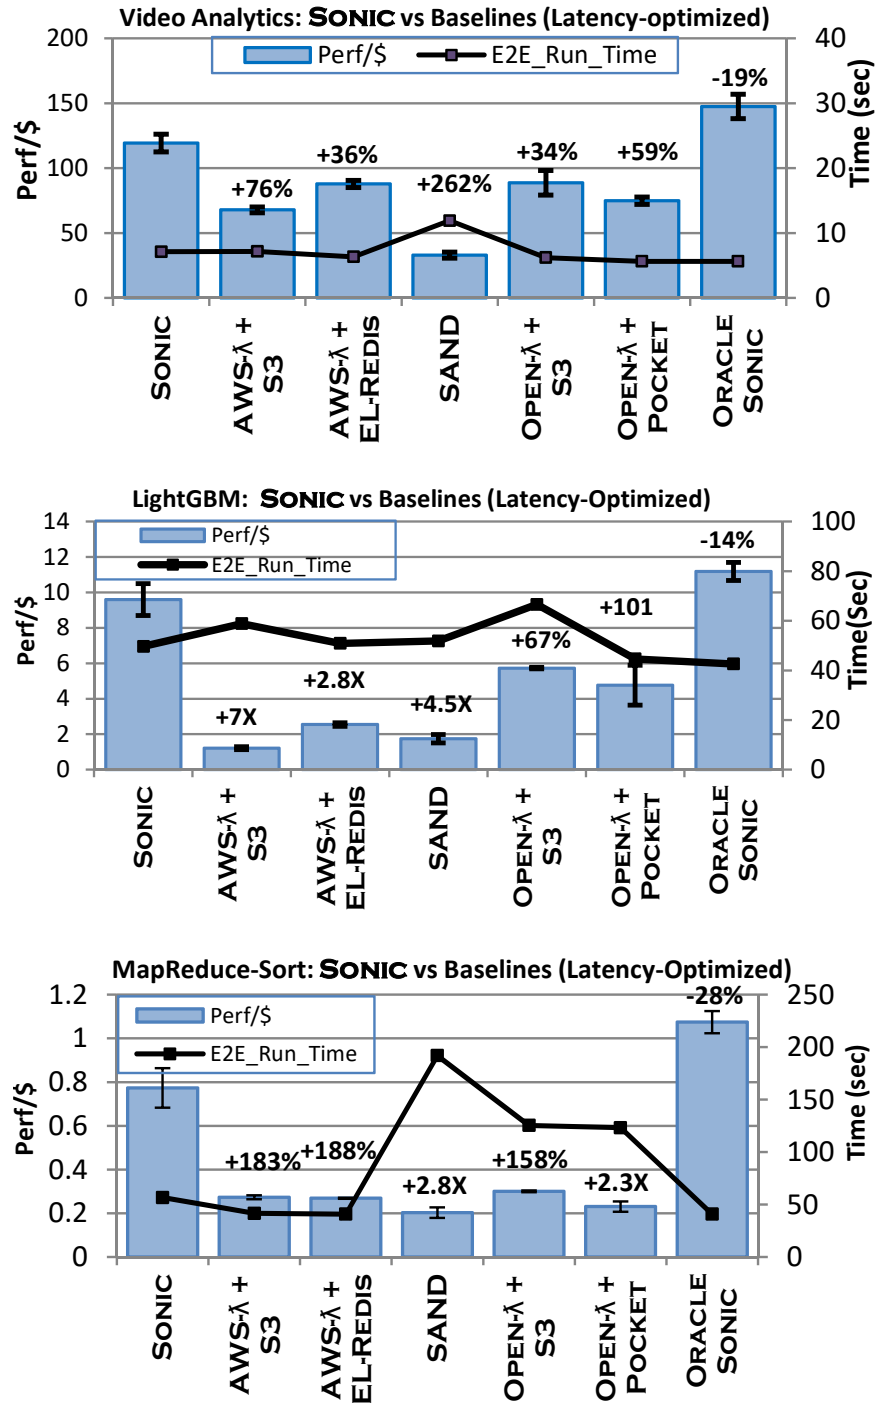 Video Analytics: SONIC vs Baselines (Latency-optimized)
Perf/$ E2E_Run_Time
200
150
100
50
0
Perf/$
40
30
20
10
0
Time (sec)
+76%
+36%
+262%
+34%
+59%
-19%
SONIC
AWS-λ +
S3
AWS-λ +
EL-REDIS
SAND
OPEN-λ +
S3
OPEN-λ +
POCKET
ORACLE
SONIC
LightGBM: SONIC vs Baselines (Latency-Optimized)
Perf/$
E2E_Run_Time
14
12
10
8
6
4
2
0
Perf/$
100
80
60
40
20
0
Time(Sec)
+7X
+2.8X
+4.5X
+67%
+101
-14%
SONIC
AWS-λ +
S3
AWS-λ +
EL-REDIS
SAND
OPEN-λ +
S3
OPEN-λ +
POCKET
ORACLE
SONIC
MapReduce-Sort: SONIC vs Baselines (Latency-Optimized)
Perf/$
E2E_Run_Time
1.2
1
0.8
0.6
0.4
0.2
0
Perf/$
250
200
150
100
50
0
Time (sec)
+183%
+188%
+2.8X
+158%
+2.3X
-28%
SONIC
AWS-λ +
S3
AWS-λ +
EL-REDIS
SAND
OPEN-λ +
S3
OPEN-λ +
POCKET
ORACLE
SONIC